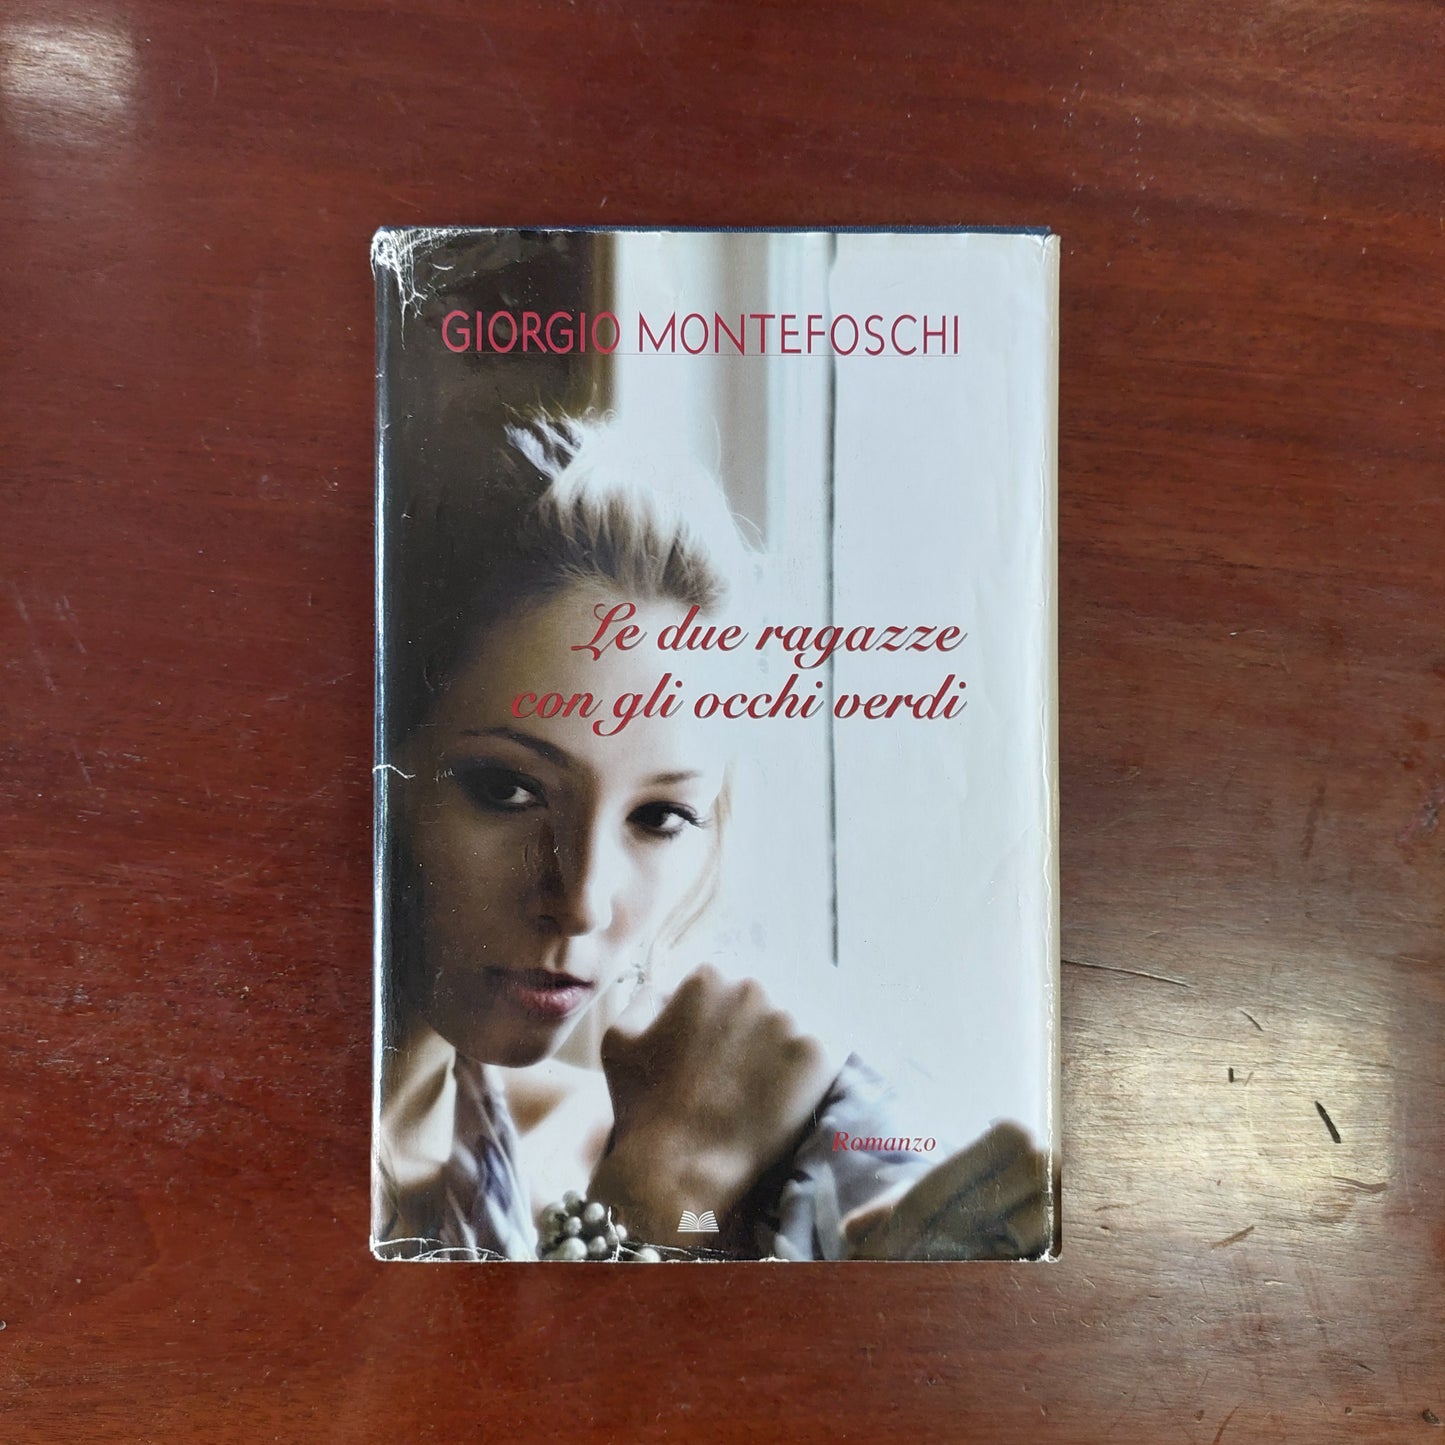 GIORGIO MONTEFOSCHI
Le due ragazze
con gli occhi verdi
Romanzo